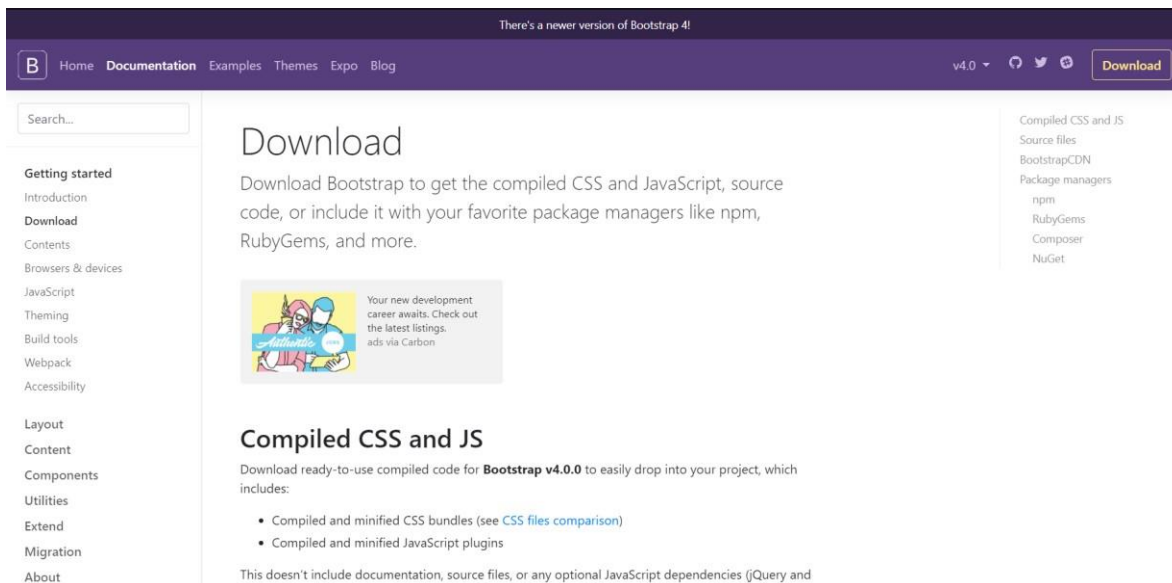 There's a newer version of Bootstrap 4!
B Home Documentation Examples Themes Expo Blog v4.0 Download
Search...
Getting started
Introduction
Download
Contents
Browsers & devices
JavaScript
Theming
Build tools
Webpack
Accessibility
Layout
Content
Components
Utilities
Extend
Migration
About
Download
Download Bootstrap to get the compiled CSS and JavaScript, source
code, or include it with your favorite package managers like npm,
RubyGems, and more.
Authentic
Your new development
career awaits. Check out
the latest listings.
ads via Carbon
Compiled CSS and JS
Download ready-to-use compiled code for Bootstrap v4.0.0 to easily drop into your project, which
includes:
• Compiled and minified CSS bundles (see CSS files comparison)
• Compiled and minified JavaScript plugins
This doesn't include documentation, source files, or any optional JavaScript dependencies (jQuery and
Compiled CSS and JS
Source files
BootstrapCDN
Package managers
npm
RubyGems
Composer
NuGet